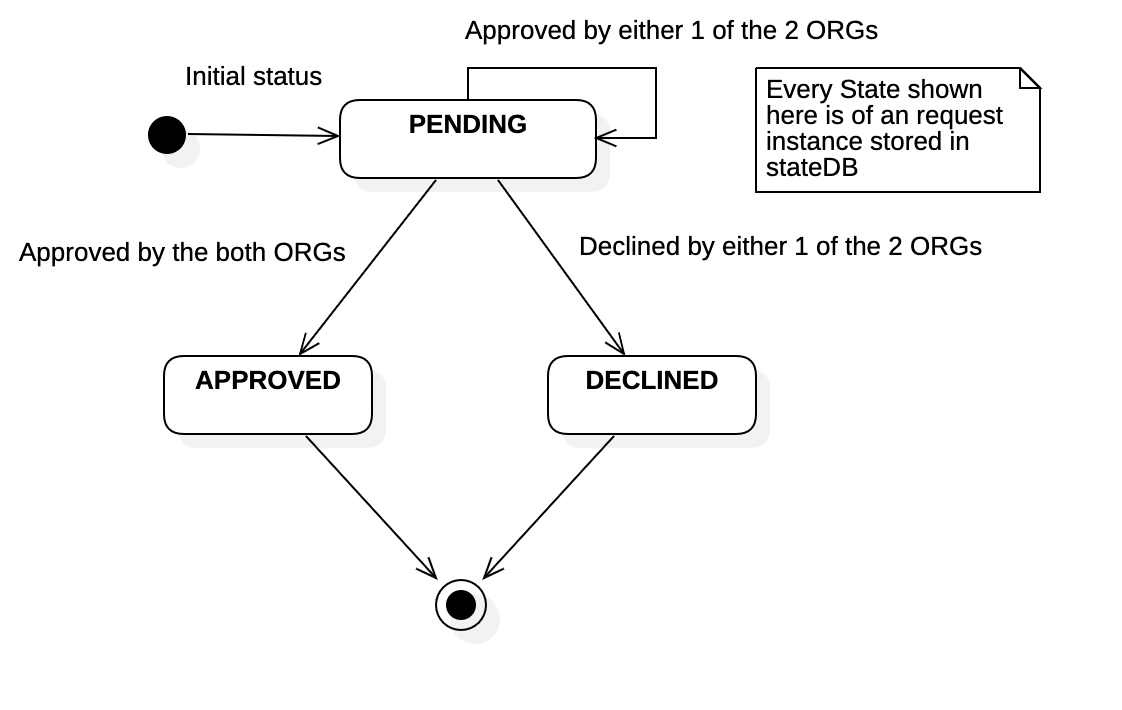 Approved by either 1 of the 2 ORGs
Initial status
PENDING
Every State shown
here is of an request
instance stored in
stateDB
Approved by the both ORGs
Declined by either 1 of the 2 ORGs
APPROVED
DECLINED